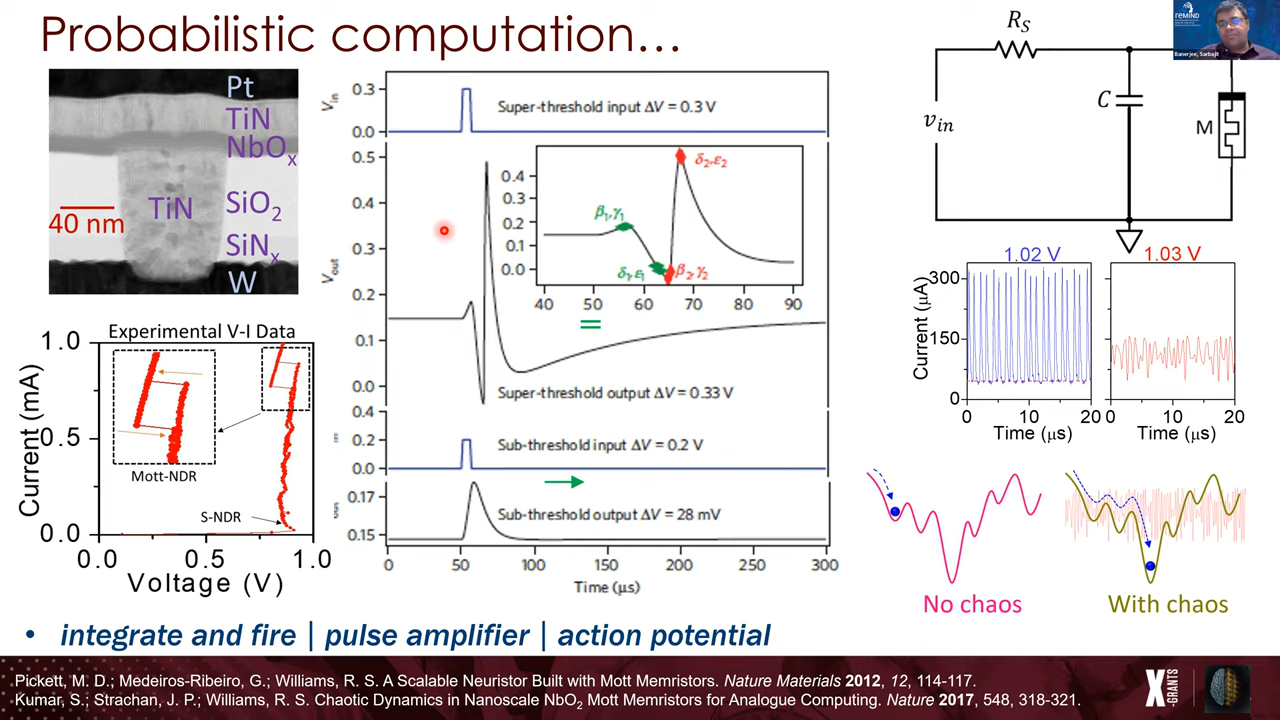 Probabilistic computation…
Pt
TiN
NbOx
TiN
SiO2
SiNx
W
40 nm
Experimental V-I Data
Current (mA)
1.0
0.5
0.0
Mott-NDR
S-NDR
0.0 0.5 1.0
Voltage (V)
Vin
0.3
0.0
Super-threshold input ΔV = 0.3 V
Vout
0.5
0.4
0.3
0.2
0.1
0.0
0.4
0.3
0.2
0.1
0.0
β1,γ1
δ1,ε1
β2,γ2
δ2,ε2
40 50 60 70 80 90
Super-threshold output ΔV = 0.33 V
0.4
0.2
0.0
Sub-threshold input ΔV = 0.2 V
0.17
0.15
Sub-threshold output ΔV = 28 mV
0 50 100 150 200 250 300
Time (µs)
RS
C
vin
M
reMIND
Banerjee, Sarbajit
1.02 V 1.03 V
Current (µA)
300
150
0
0 10 20 0 10 20
Time (µs) Time (µs)
No chaos With chaos
• integrate and fire | pulse amplifier | action potential
Pickett, M. D.; Medeiros-Ribeiro, G.; Williams, R. S. A Scalable Neuristor Built with Mott Memristors. Nature Materials 2012, 12, 114-117.
Kumar, S.; Strachan, J. P.; Williams, R. S. Chaotic Dynamics in Nanoscale NbO2 Mott Memristors for Analogue Computing. Nature 2017, 548, 318-321.
X-GRANTS